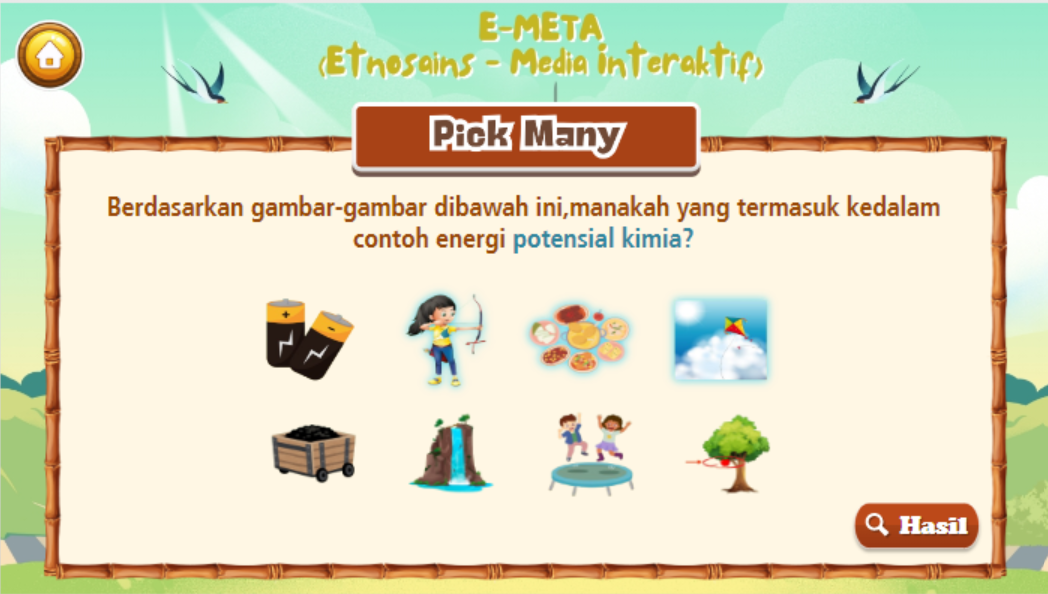 E-META
(Etnosains - Media interaktif)
Pick Many
Berdasarkan gambar-gambar dibawah ini,manakah yang termasuk kedalam
contoh energi potensial kimia?
Hasil